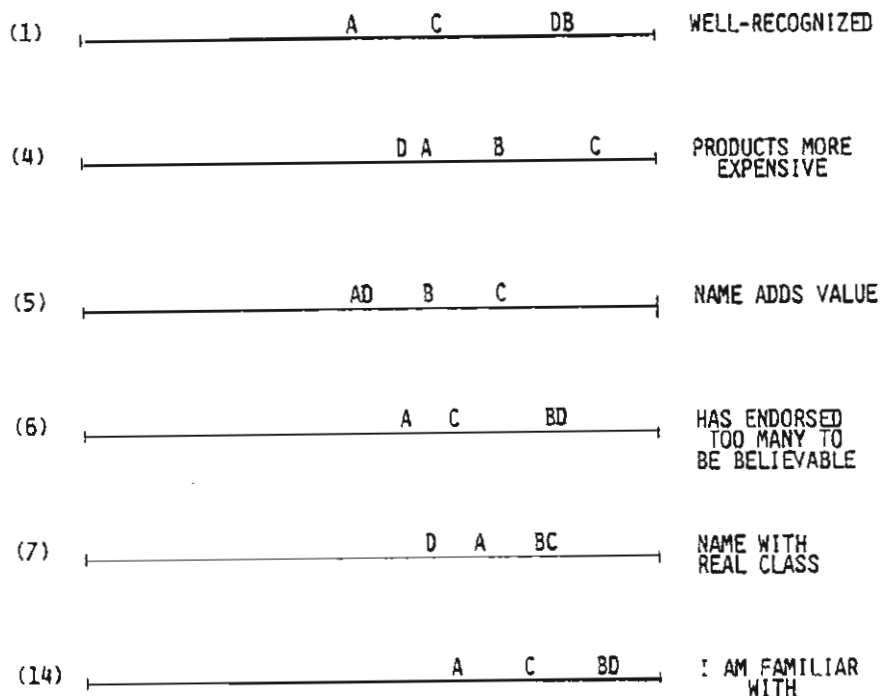 A C DB
(1) WELL-RECOGNIZED
D A B C
(4) PRODUCTS MORE
EXPENSIVE
AD B C
(5) NAME ADDS VALUE
A C BD
(6) HAS ENDORSED
TOO MANY TO
BE BELIEVABLE
D A BC
(7) NAME WITH
REAL CLASS
A C BD
(14) I AM FAMILIAR
WITH